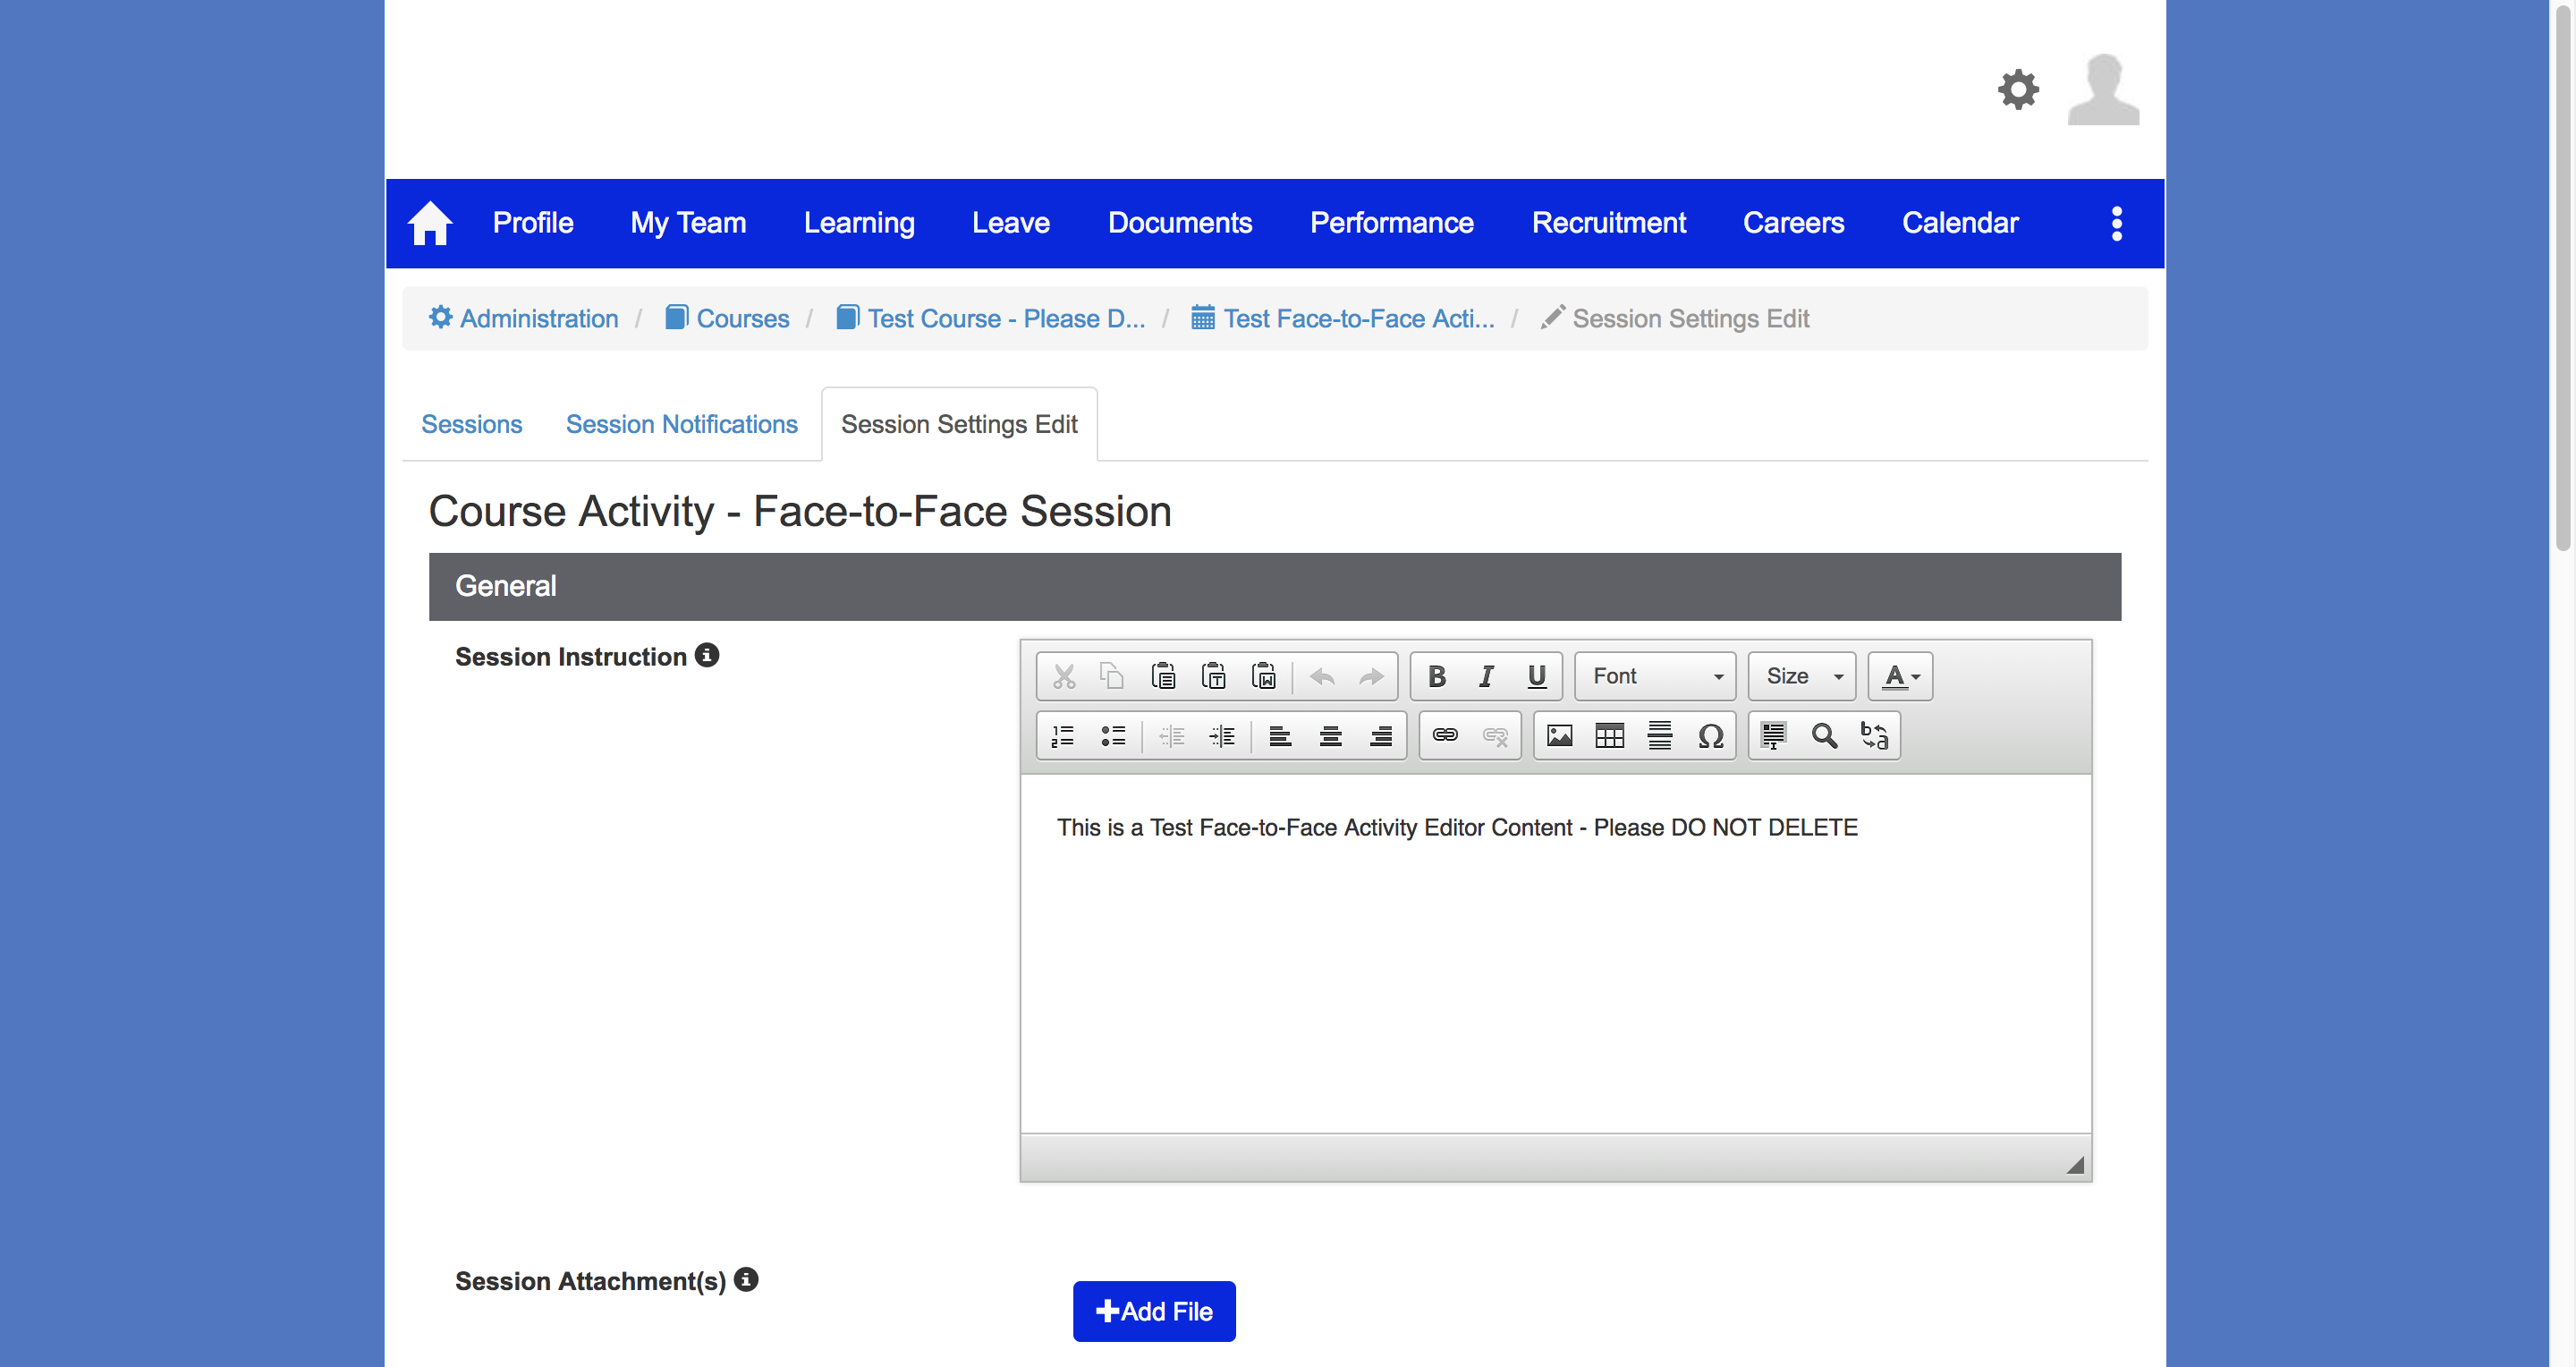 Profile My Team Learning Leave Documents Performance Recruitment Careers Calendar
Administration / Courses / Test Course - Please D... / Test Face-to-Face Acti... / Session Settings Edit
Sessions Session Notifications Session Settings Edit
Course Activity - Face-to-Face Session
General
Session Instruction
B I U Font Size A
This is a Test Face-to-Face Activity Editor Content - Please DO NOT DELETE
Session Attachment(s)
Add File